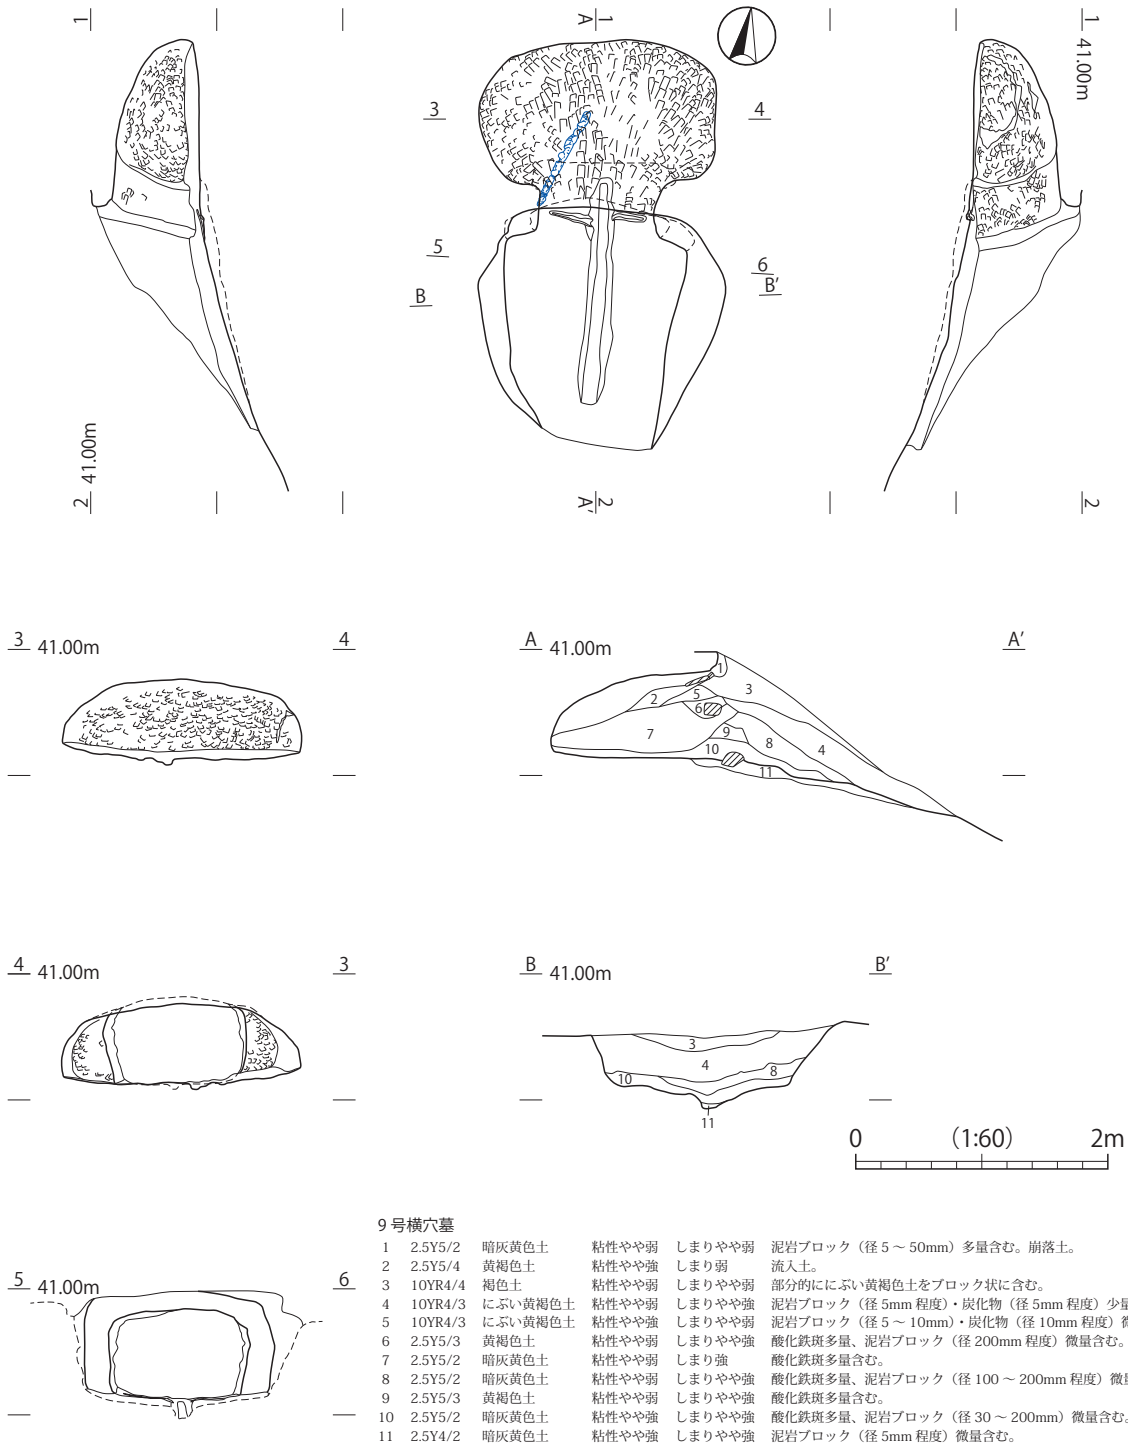 1
A
1
1
41.00m
3
4
5
6
B
B′
41.00m
2
A′
2
2
3 41.00m 4
A 41.00m A′
1
3
2
5
6
7
9
8
4
10
11
4 41.00m 3
B 41.00m B′
3
4
10
8
11
0 (1:60) 2m
5 41.00m 6
9 号横穴墓
1 2.5Y5/2 暗灰黄色土 粘性やや弱 しまりやや弱 泥岩ブロック（径 5 ～ 50mm）多量含む。崩落土。
2 2.5Y5/4 黄褐色土 粘性やや強 しまり弱 流入土。
3 10YR4/4 褐色土 粘性やや弱 しまりやや弱 部分的ににぶい黄褐色土をブロック状に含む。
4 10YR4/3 にぶい黄褐色土 粘性やや弱 しまりやや強 泥岩ブロック（径 5mm 程度）・炭化物（径 5mm 程度）少量
5 10YR4/3 にぶい黄褐色土 粘性やや強 しまりやや弱 泥岩ブロック（径 5 ～ 10mm）・炭化物（径 10mm 程度）微
6 2.5Y5/3 黄褐色土 粘性やや弱 しまりやや強 酸化鉄斑多量、泥岩ブロック（径 200mm 程度）微量含む。
7 2.5Y5/2 暗灰黄色土 粘性やや弱 しまり強 酸化鉄斑多量含む。
8 2.5Y5/2 暗灰黄色土 粘性やや弱 しまりやや強 酸化鉄斑多量、泥岩ブロック（径 100 ～ 200mm 程度）微量
9 2.5Y5/3 黄褐色土 粘性やや弱 しまりやや強 酸化鉄斑多量含む。
10 2.5Y5/2 暗灰黄色土 粘性やや強 しまりやや強 酸化鉄斑多量、泥岩ブロック（径 30 ～ 200mm）微量含む。
11 2.5Y4/2 暗灰黄色土 粘性やや強 しまりやや強 泥岩ブロック（径 5mm 程度）微量含む。